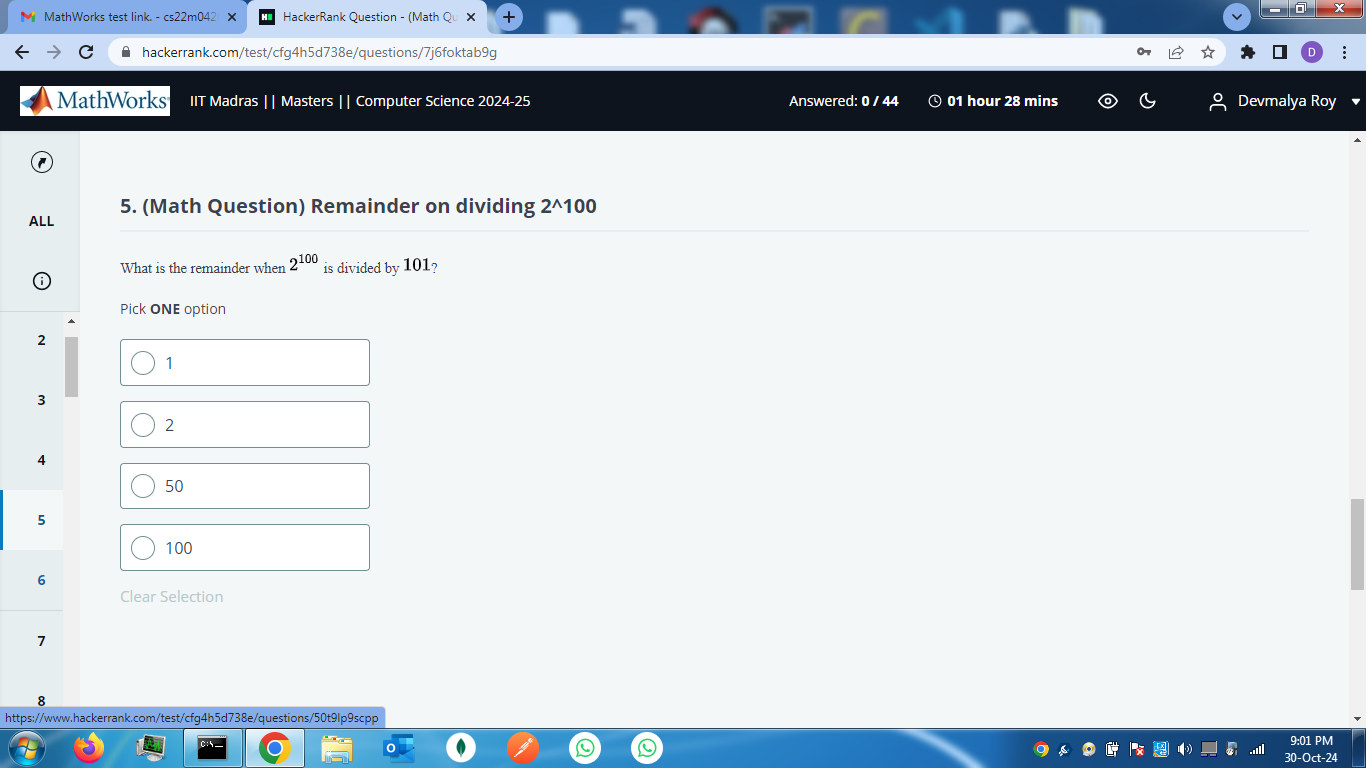 MathWorks test link. - cs22m042
HackerRank Question - (Math Qu
hackerrank.com/test/cfg4h5d738e/questions/7j6foktab9g
D
MathWorks
IIT Madras || Masters || Computer Science 2024-25
Answered: 0 / 44
01 hour 28 mins
Devmalya Roy
ALL
2
3
4
5
6
7
8
5. (Math Question) Remainder on dividing 2^100
What is the remainder when 2^100 is divided by 101?
Pick ONE option
1
2
50
100
Clear Selection
https://www.hackerrank.com/test/cfg4h5d738e/questions/50t9lp9scpp
9:01 PM
30-Oct-24